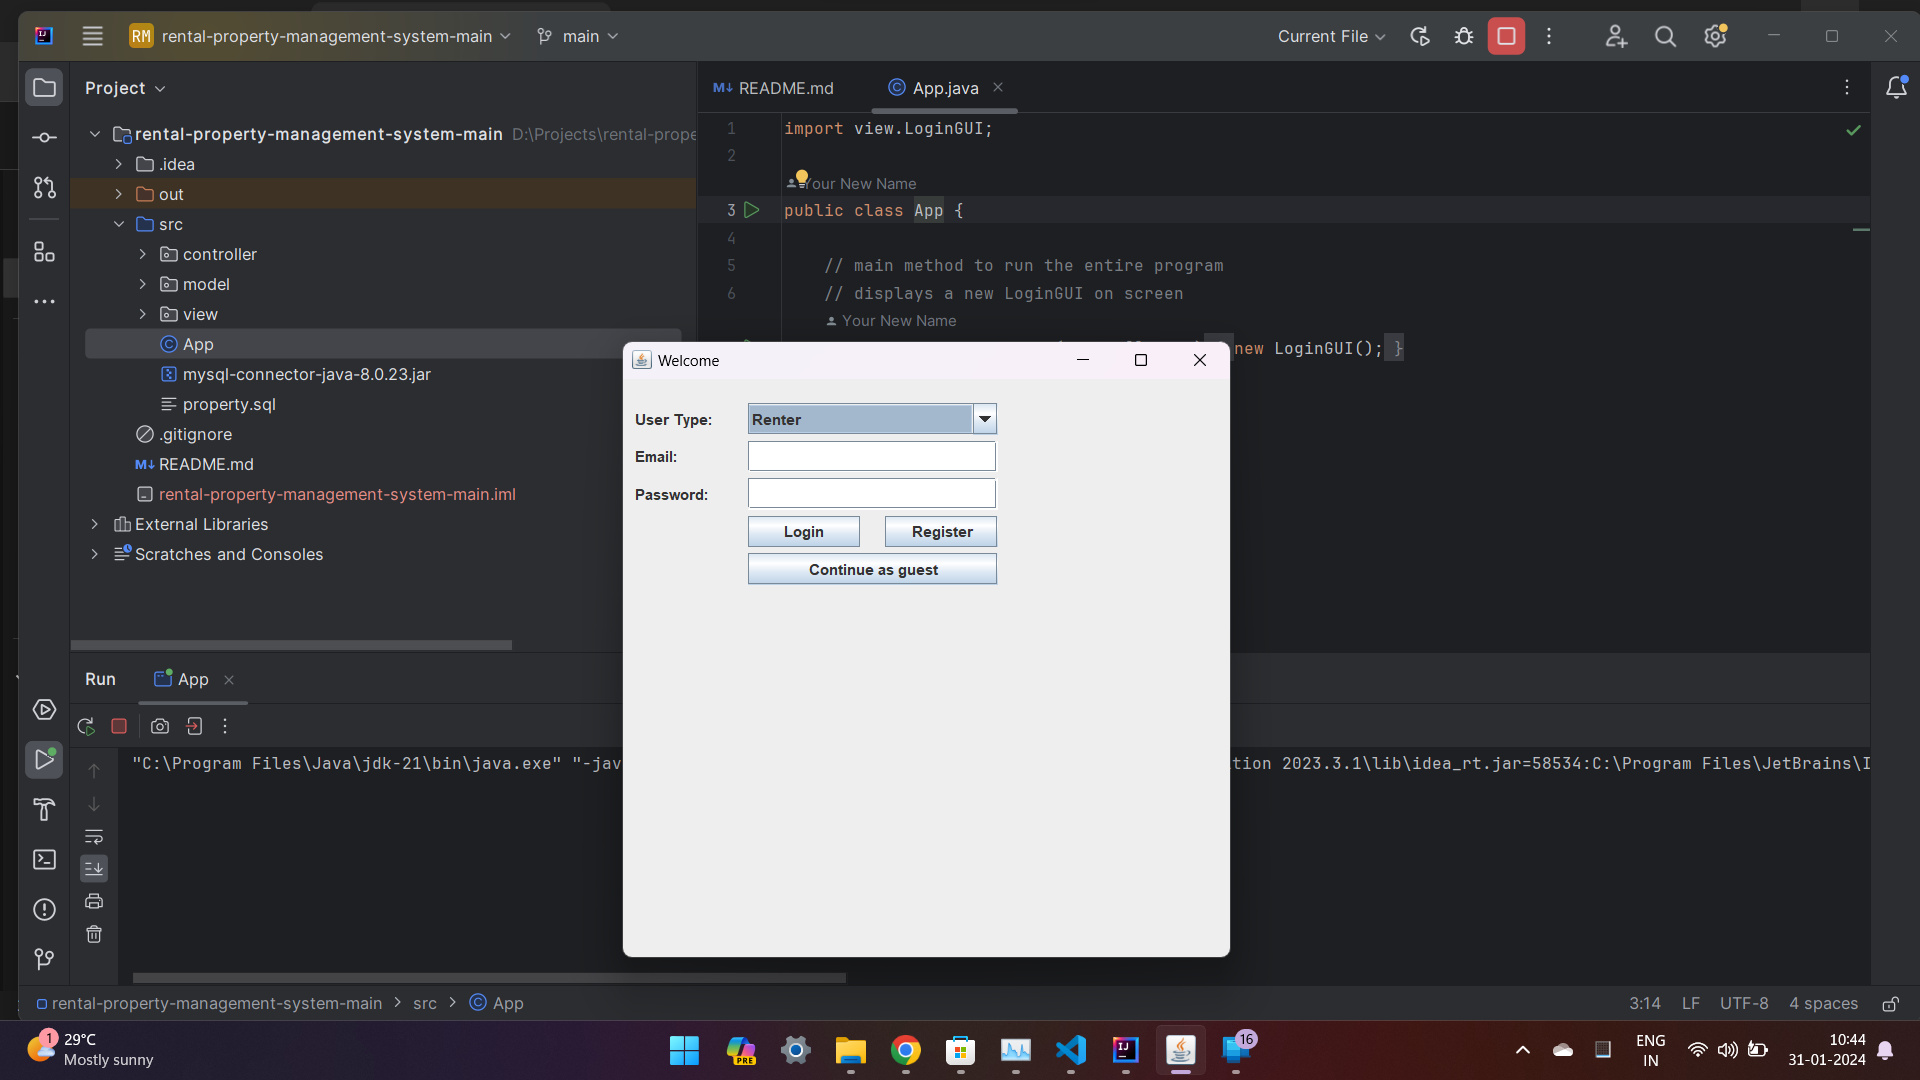 RM rental-property-management-system-main
main
Current File
Project
rental-property-management-system-main D:\Projects\rental-prope
.idea
out
src
controller
model
view
App
mysql-connector-java-8.0.23.jar
property.sql
.gitignore
M↓ README.md
rental-property-management-system-main.iml
External Libraries
Scratches and Consoles
M↓ README.md
App.java
1 import view.LoginGUI;
2
Your New Name
3 public class App {
4
5 // main method to run the entire program
6 // displays a new LoginGUI on screen
Your New Name
new LoginGUI(); }
Welcome
User Type: Renter
Email:
Password:
Login Register
Continue as guest
Run App
"C:\Program Files\Java\jdk-21\bin\java.exe" "-jav
tion 2023.3.1\lib\idea_rt.jar=58534:C:\Program Files\JetBrains\I
rental-property-management-system-main > src > App
3:14 LF UTF-8 4 spaces
1
29°C
Mostly sunny
PRE
16
ENG
IN
10:44
31-01-2024